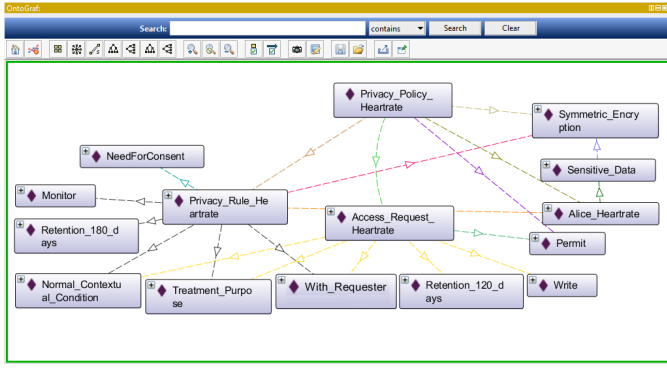 OntoGraf:
Search:
contains
Search
Clear
Privacy_Policy_
Heartrate
Symmetric_Encry
ption
NeedForConsent
Sensitive_Data
Monitor
Privacy_Rule_He
artrate
Alice_Heartrate
Access_Request_
Heartrate
Retention_180_d
ays
Permit
Normal_Contextu
al_Condition
Treatment_Purpo
se
With_Requester
Retention_120_d
ays
Write